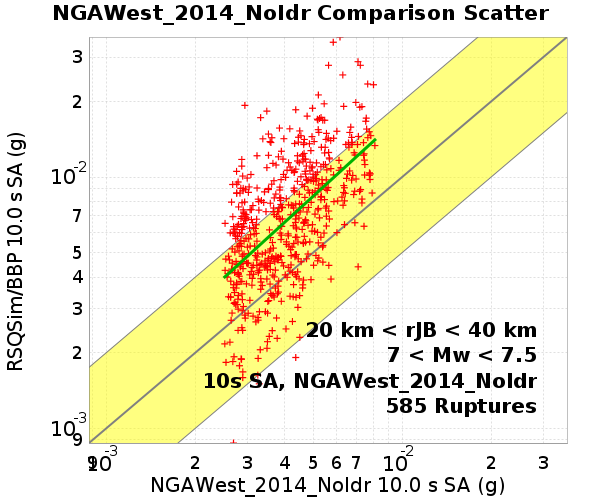 NGAWest_2014_NoIdr Comparison Scatter
RSQSim/BBP 10.0 s SA (g)
3
2
10⁻²
7
5
4
3
2
10⁻³
9
20 km < rJB < 40 km
7 < Mw < 7.5
10s SA, NGAWest_2014_NoIdr
585 Ruptures
9 10⁻³ 2 3 4 5 6 7 10⁻² 2 3
NGAWest_2014_NoIdr 10.0 s SA (g)